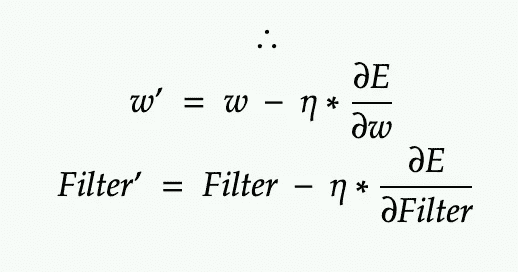 ∴
w′ = w − η * ∂E/∂w
Filter′ = Filter − η * ∂E/∂Filter